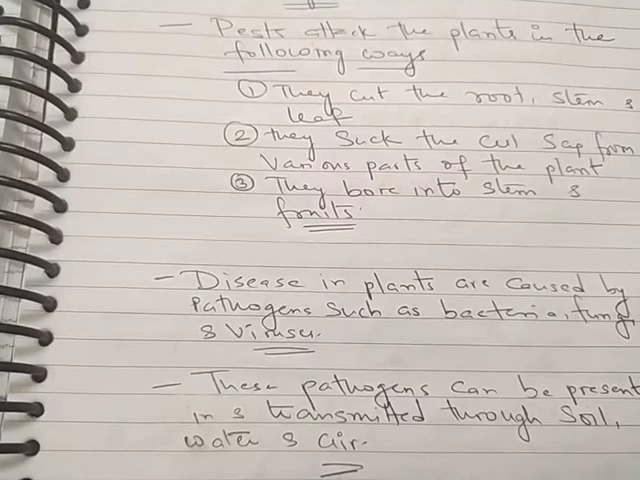 - Pests attack the plants in the
following ways
① They cut the root, stem &
leaf
② They suck the cell sap from
various parts of the plant
③ They bore into stem &
fruits.
- Disease in plants are caused by
pathogens such as bacteria, fungi
& viruses.
- These pathogens can be present
in & transmitted through soil,
water & air.